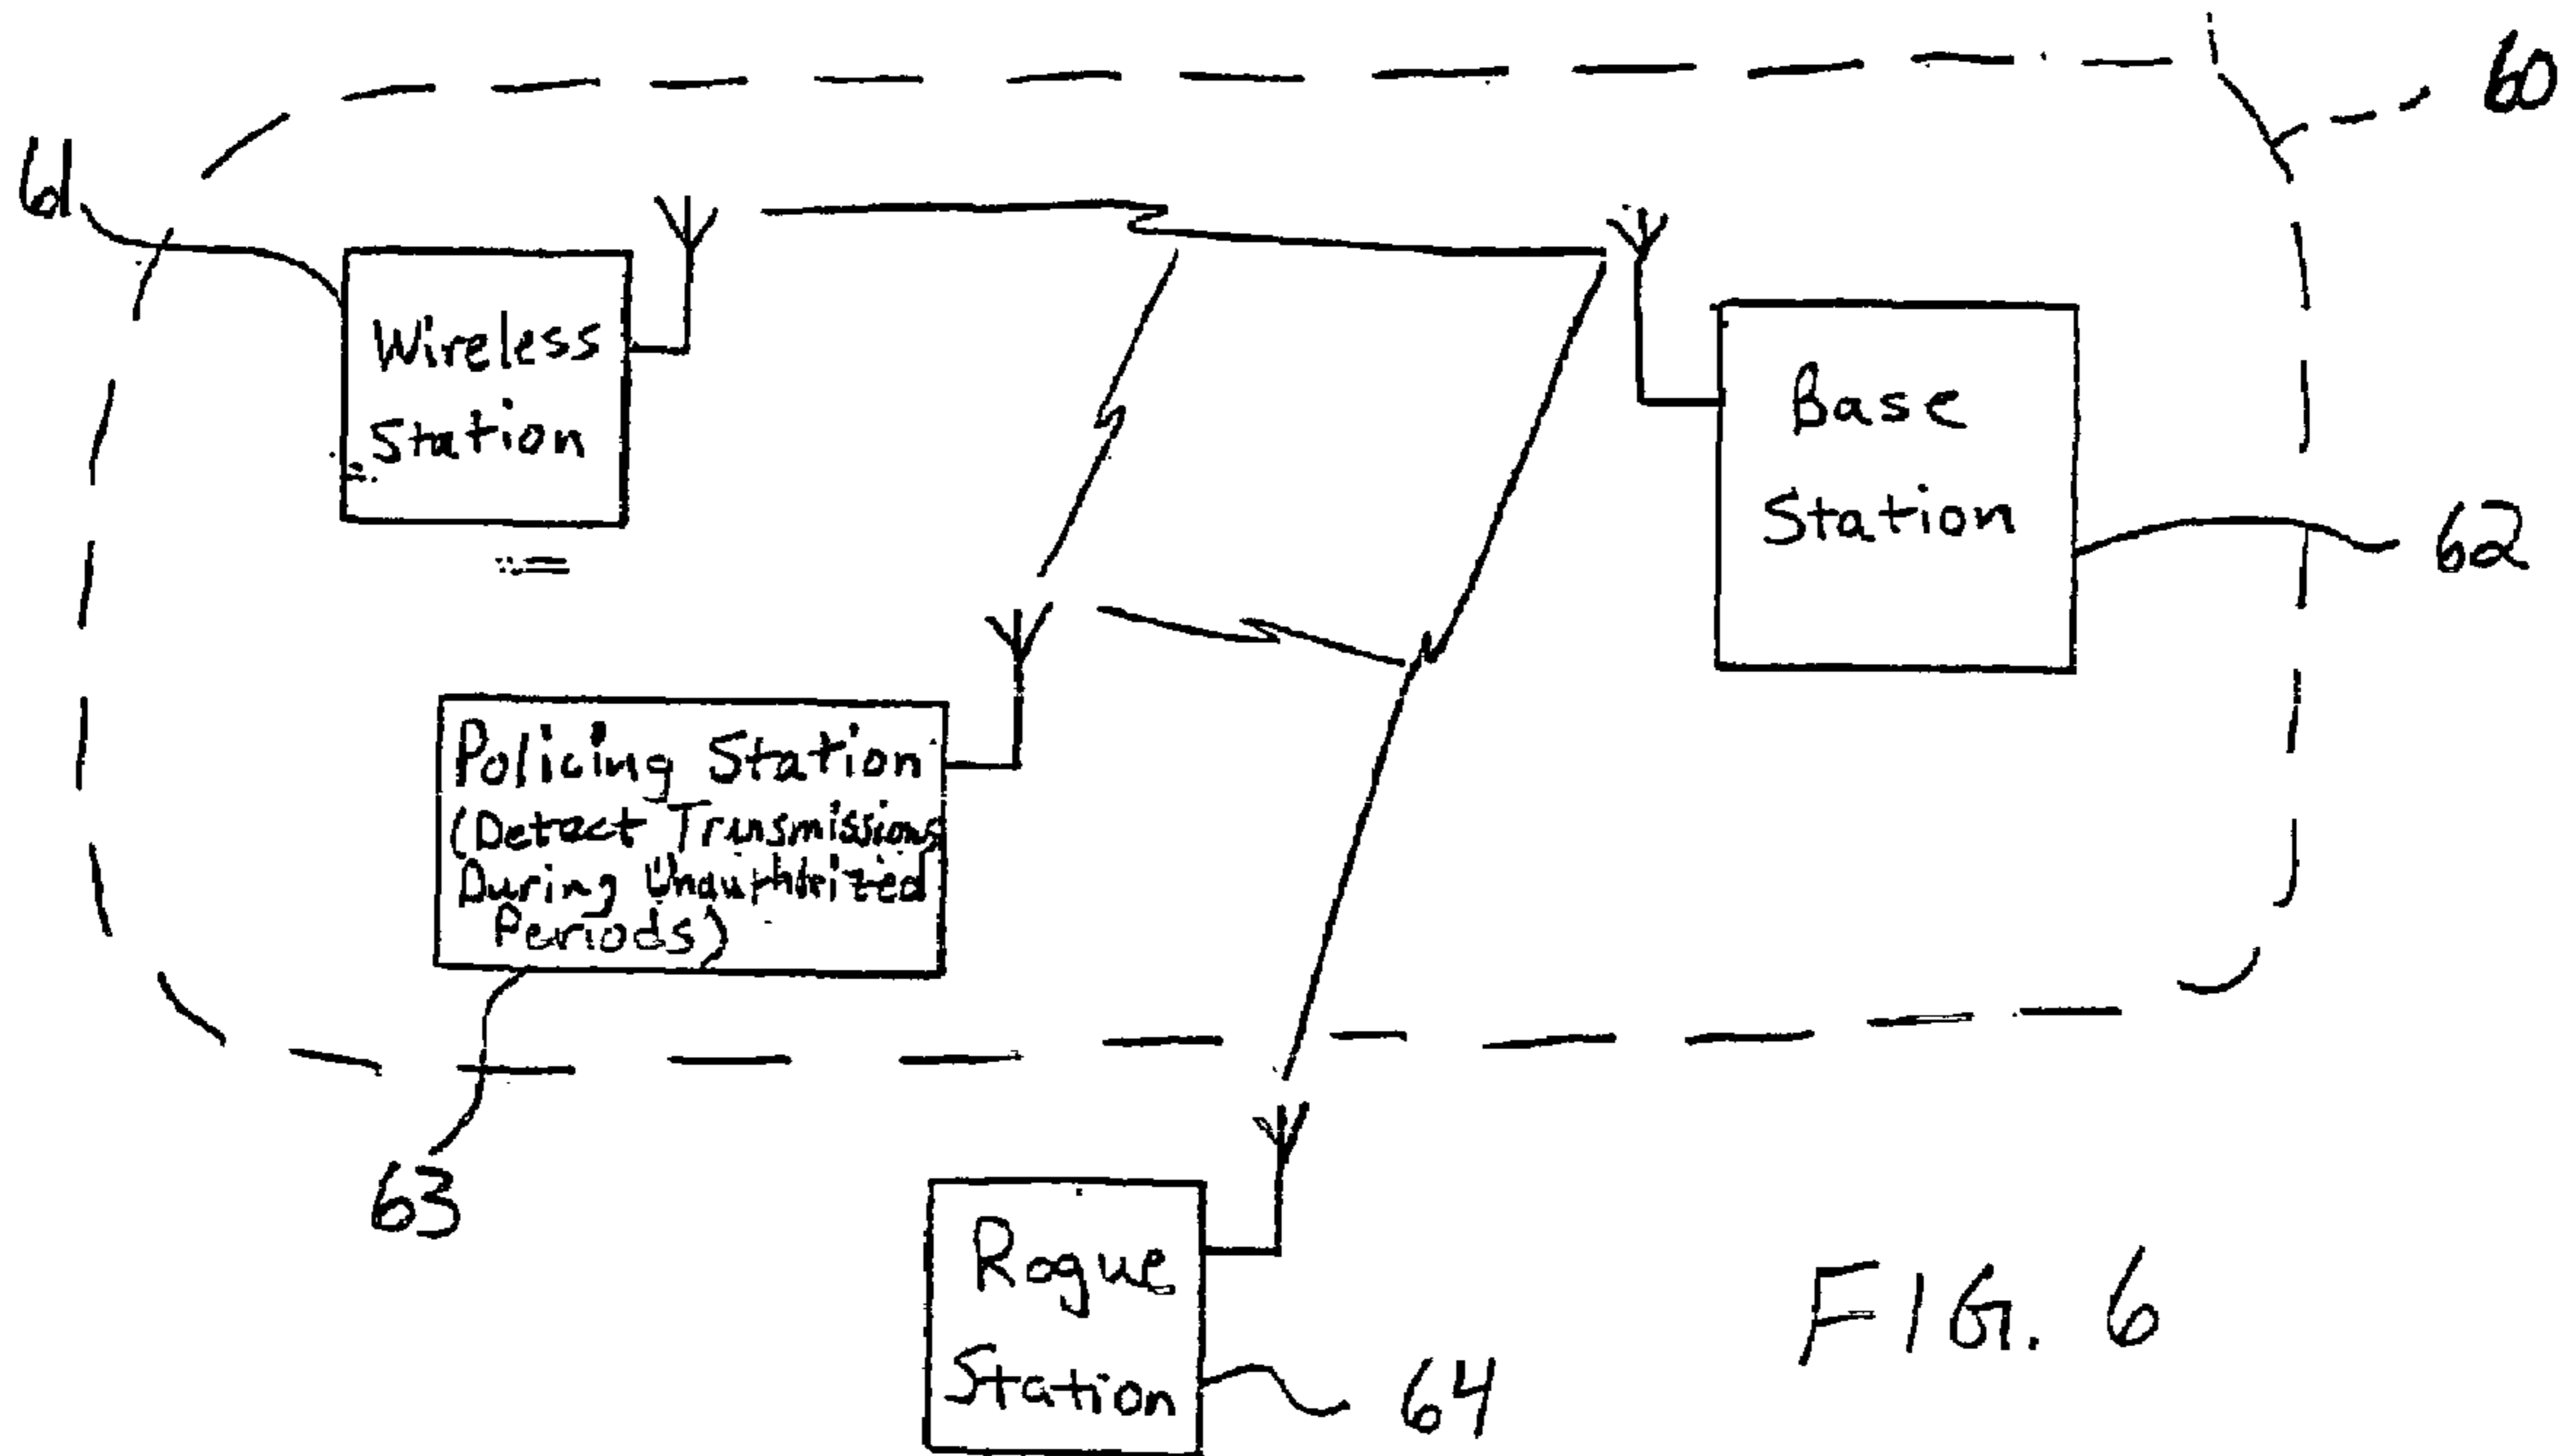 60
61
Wireless
Station
Base
Station
62
Policing Station
(Detect Transmissions
During Unauthorized
Periods)
63
Rogue
Station
64
FIG. 6